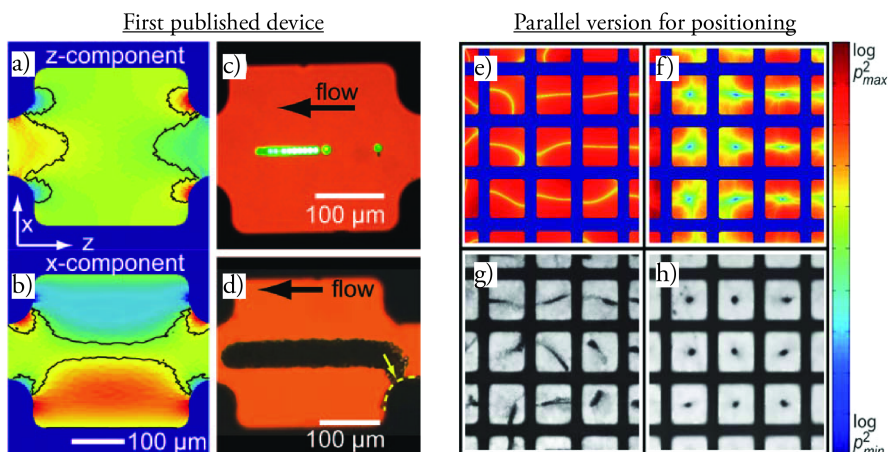 First published device
Parallel version for positioning
a)
z-component
x
z
b)
x-component
100 µm
c)
flow
100 µm
d)
flow
100 µm
e)
f)
g)
h)
log
p²max
log
p²min